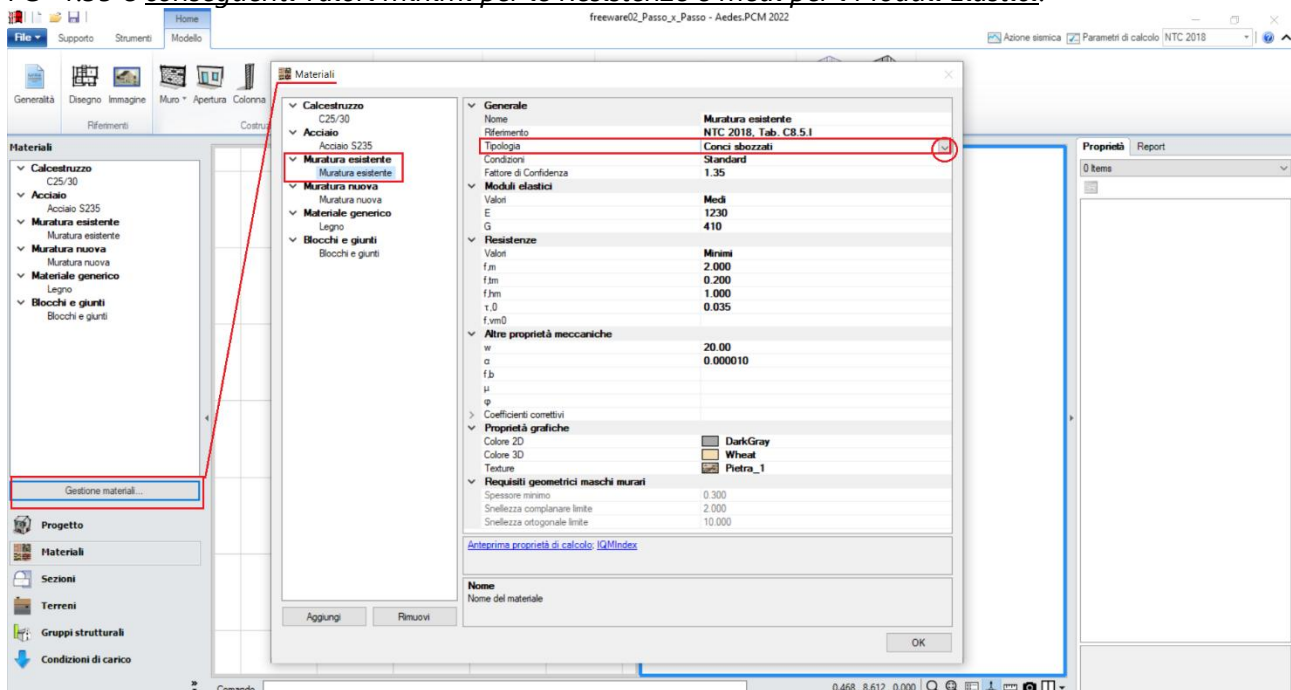 conseguenti valori minimi per le Resistenze e medi per i Moduli Elastici.
Home
freeware02_Passo_x_Passo - Aedes.PCM 2022
File
Supporto
Strumenti
Modello
Azione sismica
Parametri di calcolo
NTC 2018
Generalità
Disegno
Immagine
Muro
Apertura
Colonna
Riferimenti
Costru
Materiali
Calcestruzzo
C25/30
Acciaio
Acciaio S235
Muratura esistente
Muratura esistente
Muratura nuova
Muratura nuova
Materiale generico
Legno
Blocchi e giunti
Blocchi e giunti
Gestione materiali...
Progetto
Materiali
Sezioni
Terreni
Gruppi strutturali
Condizioni di carico
Materiali
Calcestruzzo
C25/30
Acciaio
Acciaio S235
Muratura esistente
Muratura esistente
Muratura nuova
Muratura nuova
Materiale generico
Legno
Blocchi e giunti
Blocchi e giunti
Aggiungi
Rimuovi
Generale
Nome Muratura esistente
Riferimento NTC 2018, Tab. C8.5.I
Tipologia Conci sbozzati
Condizioni Standard
Fattore di Confidenza 1.35
Moduli elastici
Valori Medi
E 1230
G 410
Resistenze
Valori Minimi
f,m 2.000
f,tm 0.200
f,hm 1.000
τ,0 0.035
f,vm0
Altre proprietà meccaniche
w 20.00
α 0.000010
f,b
μ
φ
Coefficienti correttivi
Proprietà grafiche
Colore 2D DarkGray
Colore 3D Wheat
Texture Pietra_1
Requisiti geometrici maschi murari
Spessore minimo 0.300
Snellezza complanare limite 2.000
Snellezza ortogonale limite 10.000
Anteprima proprietà di calcolo; IQMIndex
Nome
Nome del materiale
OK
Proprietà
Report
0 Items
Comando
0.468 8.612 0.000